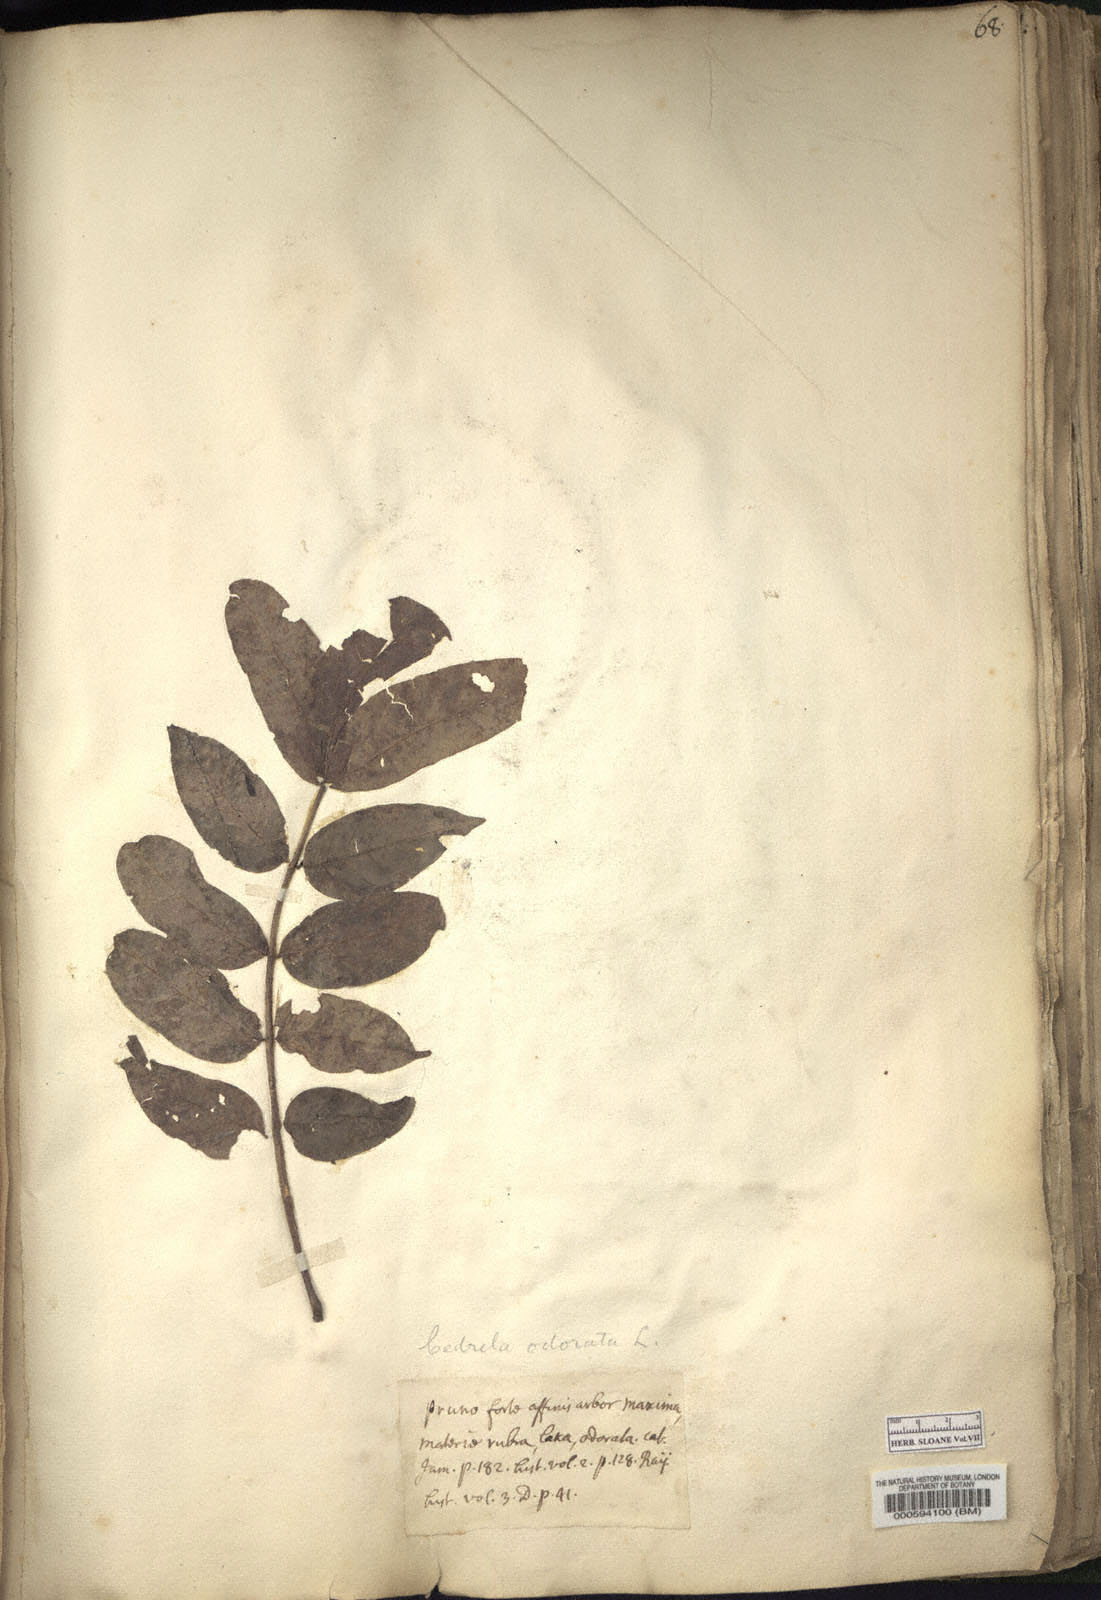 68
Cedrela odorata L.
pruno forte affinis arbor maxima,
materie rubra, laxa, odorata. cat.
Jam. p. 182. hist. vol. 2. p. 128. Raij
hist. vol. 3. D. p. 41.
HERB. SLOANE Vol. VII
THE NATURAL HISTORY MUSEUM, LONDON
DEPARTMENT OF BOTANY
000594100 (BM)